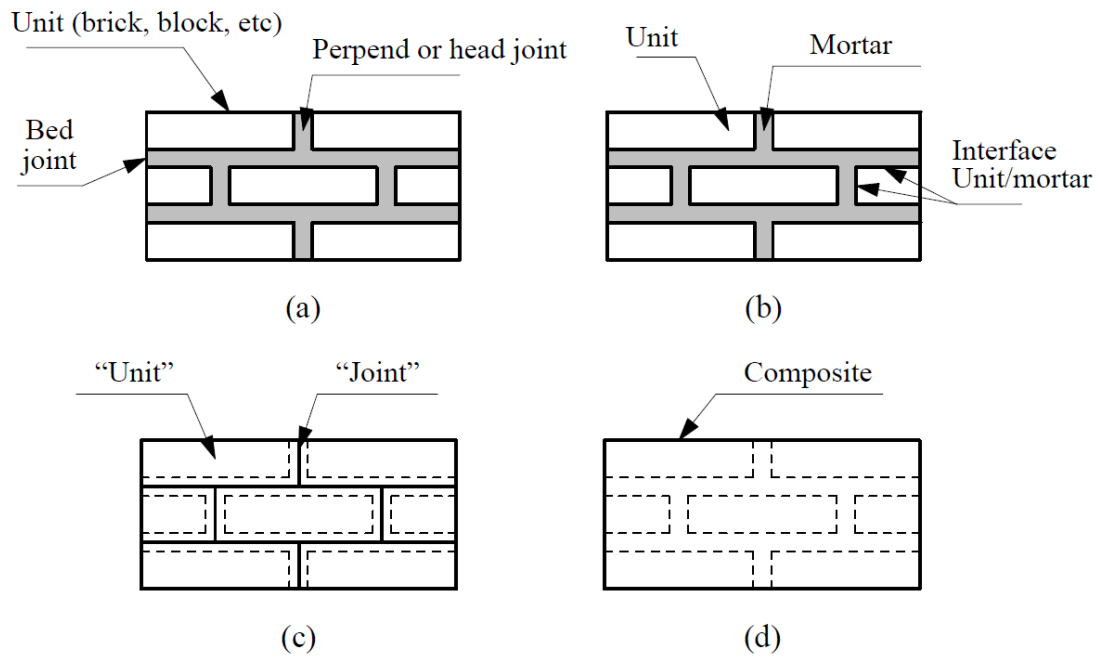 Unit (brick, block, etc)
Perpend or head joint
Bed
joint
(a)
Unit
Mortar
Interface
Unit/mortar
(b)
“Unit”
“Joint”
(c)
Composite
(d)